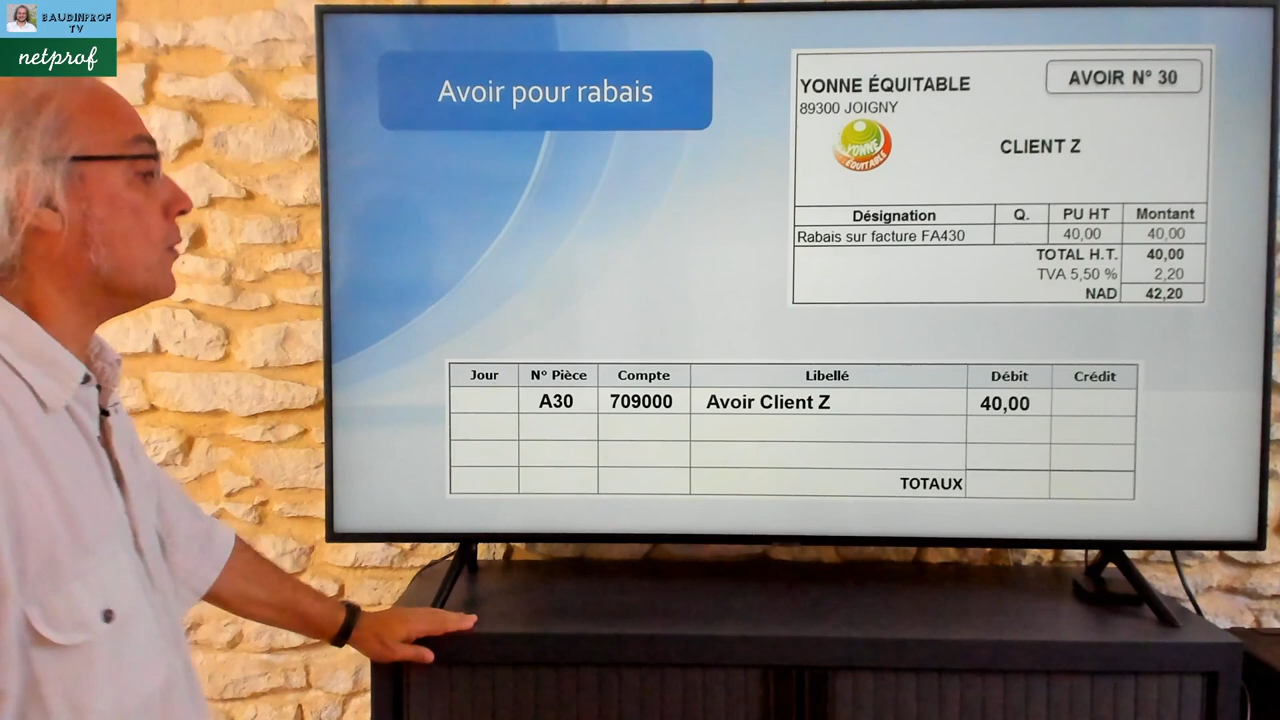 BAUDINPROF
TV
netprof
Avoir pour rabais
YONNE ÉQUITABLE
89300 JOIGNY
AVOIR N° 30
YONNE
ÉQUITABLE
CLIENT Z
Désignation Q. PU HT Montant
Rabais sur facture FA430 40,00 40,00
TOTAL H.T. 40,00
TVA 5,50 % 2,20
NAD 42,20
Jour N° Pièce Compte Libellé Débit Crédit
A30 709000 Avoir Client Z 40,00
TOTAUX